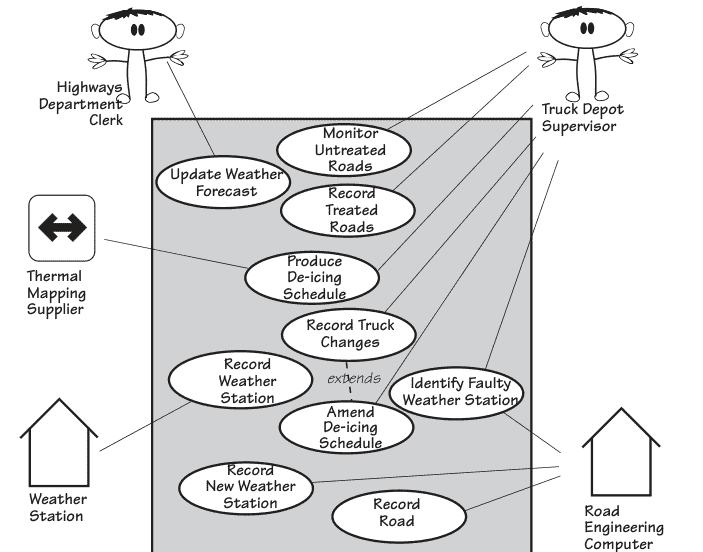 Highways
Department
Clerk
Truck Depot
Supervisor
Monitor
Untreated
Roads
Update Weather
Forecast
Record
Treated
Roads
Produce
De-icing
Schedule
Thermal
Mapping
Supplier
Record Truck
Changes
Record
Weather
Station
extends
Identify Faulty
Weather Station
Amend
De-icing
Schedule
Weather
Station
Record
New Weather
Station
Record
Road
Road
Engineering
Computer